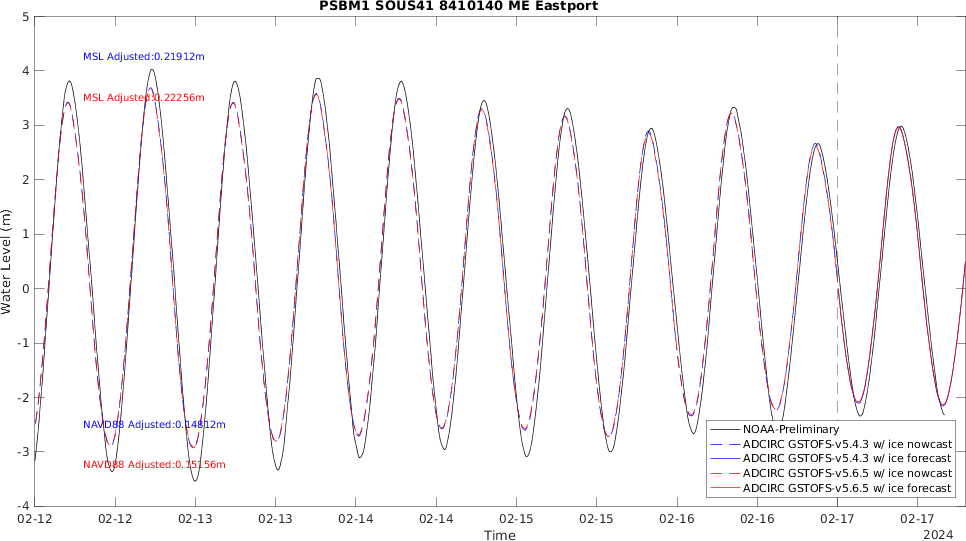 PSBM1 SOUS41 8410140 ME Eastport
5
4
3
2
1
0
-1
-2
-3
-4
Water Level (m)
MSL Adjusted:0.21912m
MSL Adjusted:0.22256m
NAVD88 Adjusted:0.14812m
NAVD88 Adjusted:0.15156m
NOAA-Preliminary
ADCIRC GSTOFS-v5.4.3 w/ ice nowcast
ADCIRC GSTOFS-v5.4.3 w/ ice forecast
ADCIRC GSTOFS-v5.6.5 w/ ice nowcast
ADCIRC GSTOFS-v5.6.5 w/ ice forecast
02-12 02-12 02-13 02-13 02-14 02-14 02-15 02-15 02-16 02-16 02-17 02-17
Time
2024